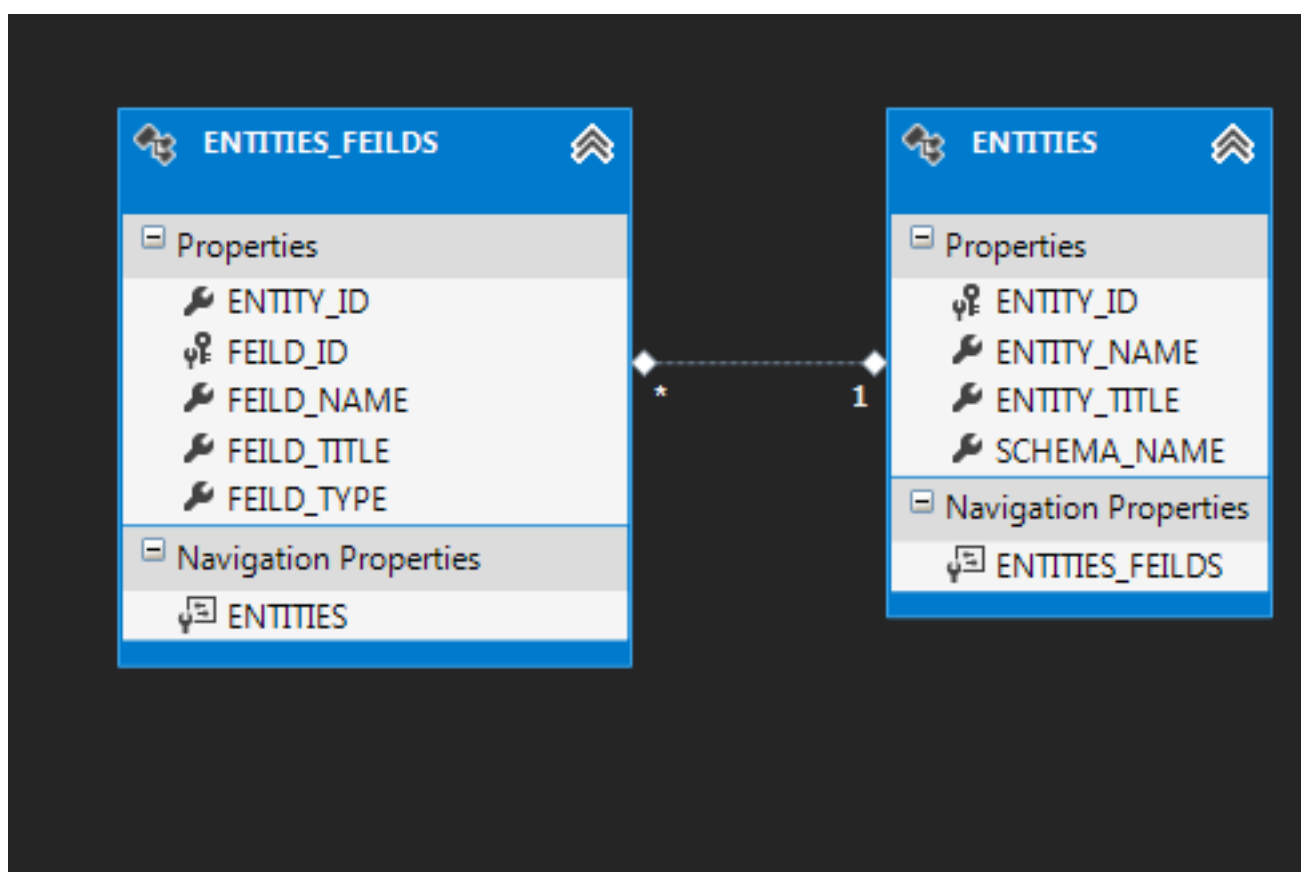 ENTITIES_FEILDS
Properties
ENTITY_ID
FEILD_ID
FEILD_NAME
FEILD_TITLE
FEILD_TYPE
Navigation Properties
ENTITIES
*
1
ENTITIES
Properties
ENTITY_ID
ENTITY_NAME
ENTITY_TITLE
SCHEMA_NAME
Navigation Properties
ENTITIES_FEILDS